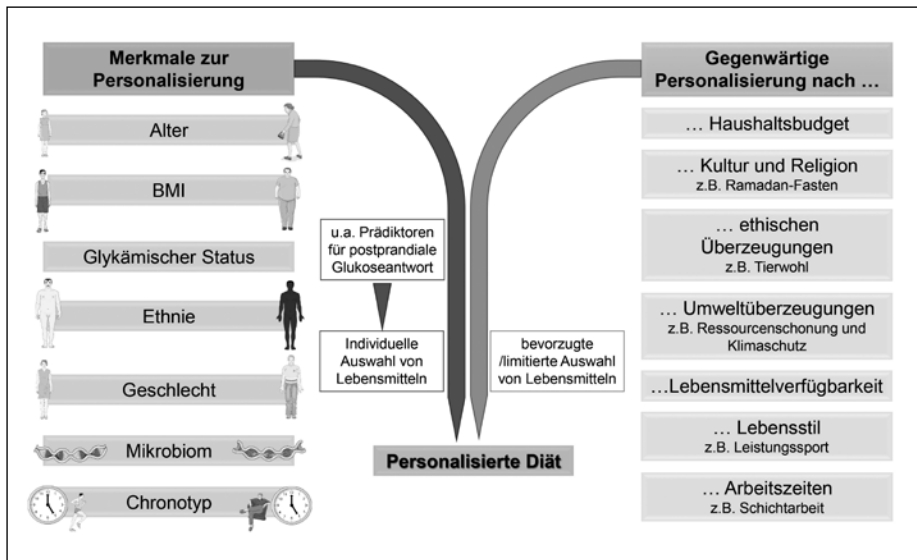 Merkmale zur
Personalisierung
Alter
BMI
Glykämischer Status
Ethnie
Geschlecht
Mikrobiom
Chronotyp
u.a. Prädiktoren
für postprandiale
Glukoseantwort
Individuelle
Auswahl von
Lebensmitteln
bevorzugte
/limitierte Auswahl
von Lebensmitteln
Personalisierte Diät
Gegenwärtige
Personalisierung nach ...
... Haushaltsbudget
... Kultur und Religion
z.B. Ramadan-Fasten
... ethischen
Überzeugungen
z.B. Tierwohl
... Umweltüberzeugungen
z.B. Ressourcenschonung und
Klimaschutz
...Lebensmittelverfügbarkeit
... Lebensstil
z.B. Leistungssport
... Arbeitszeiten
z.B. Schichtarbeit